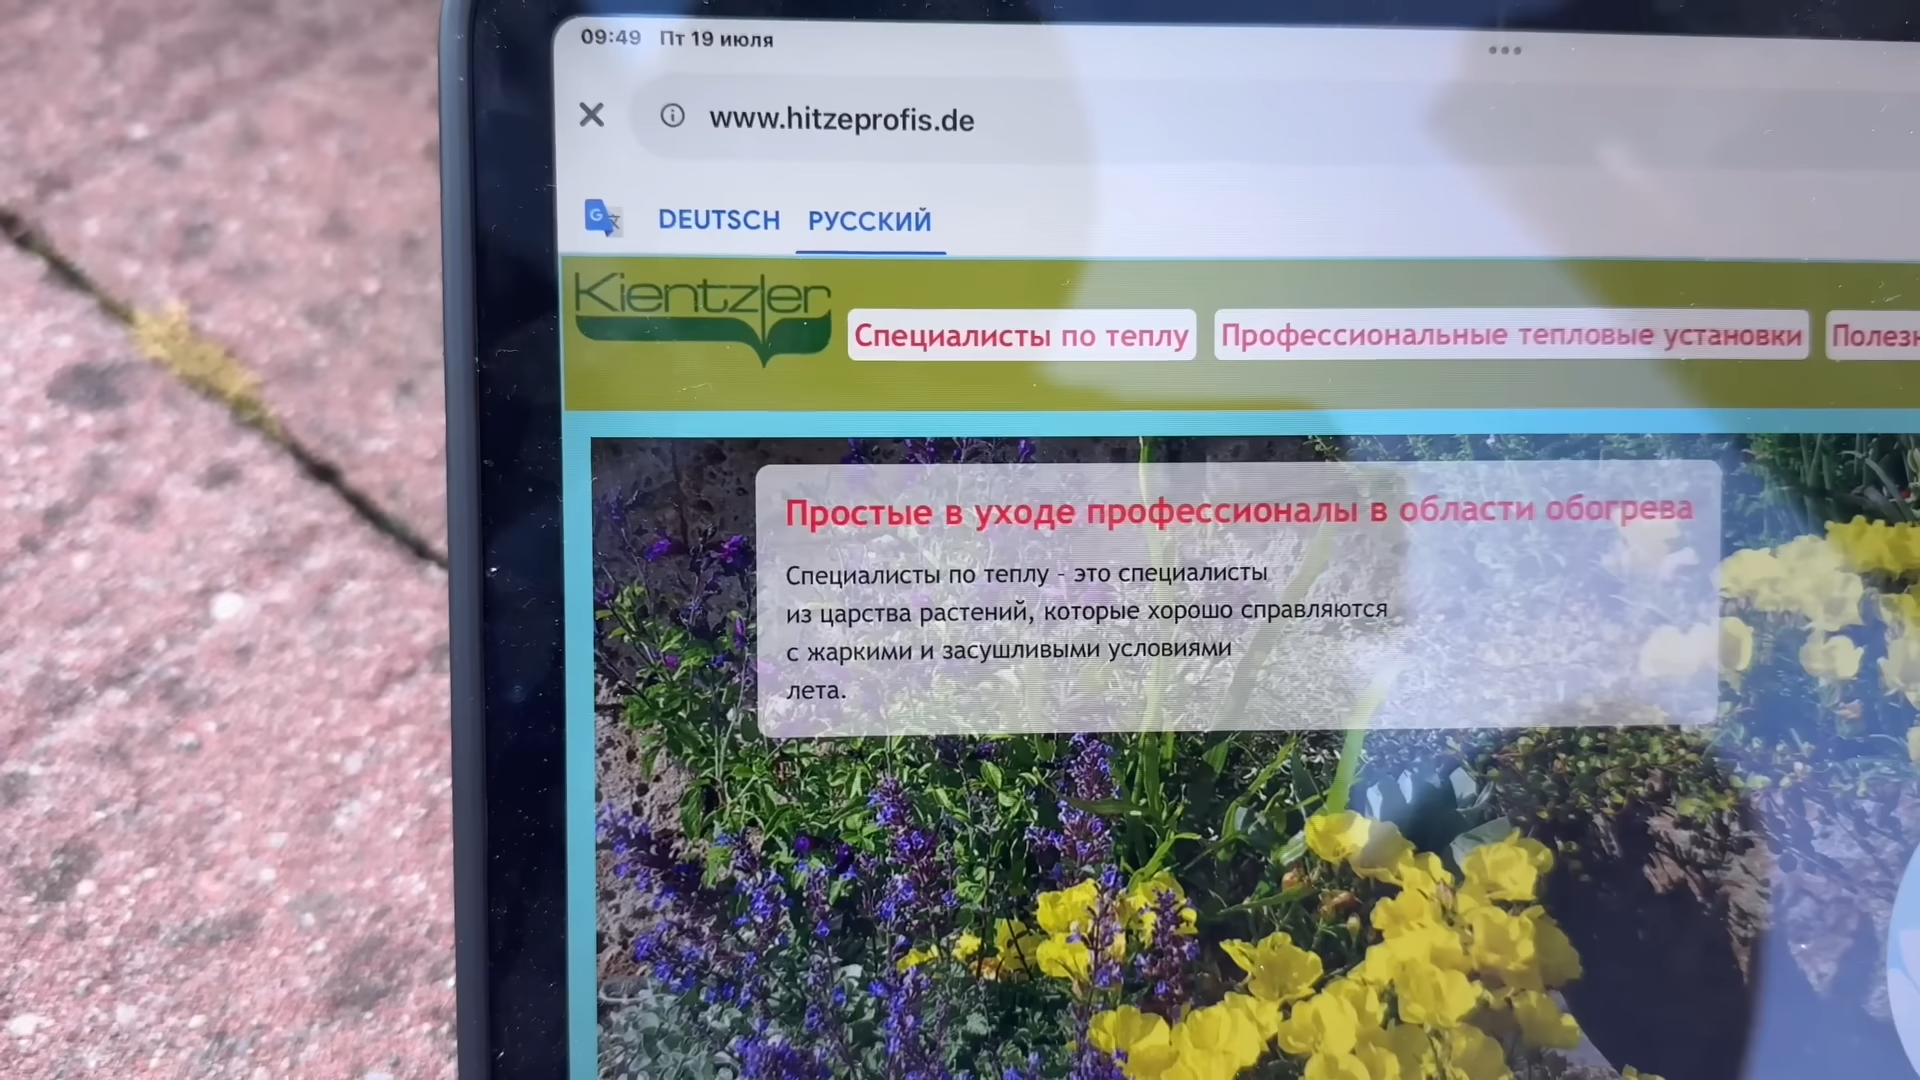 09:49 Пт 19 июля
www.hitzeprofis.de
DEUTSCH РУССКИЙ
Kientzler
Специалисты по теплу
Профессиональные тепловые установки
Простые в уходе профессионалы в области обогрева
Специалисты по теплу - это специалисты
из царства растений, которые хорошо справляются
с жаркими и засушливыми условиями
лета.